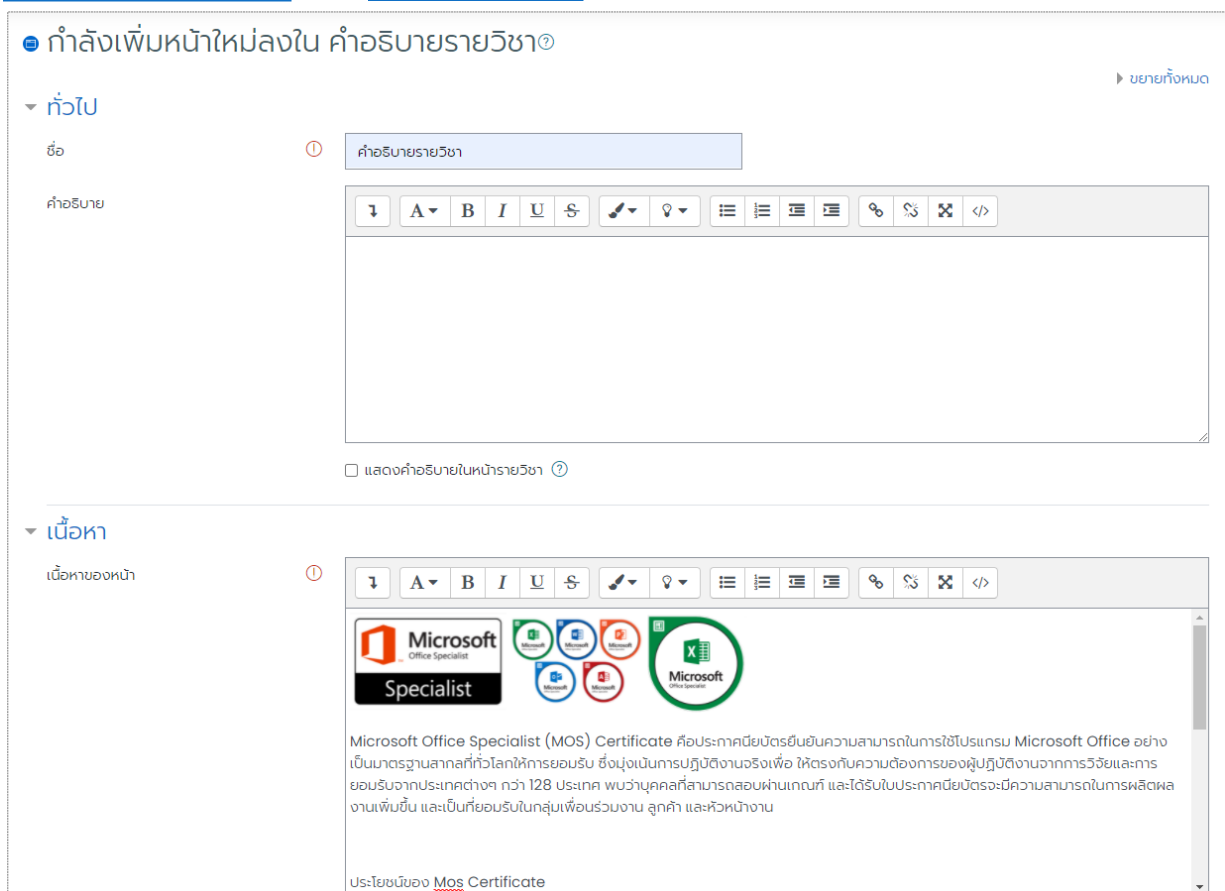 กำลังเพิ่มหน้าใหม่ลงใน คำอธิบายรายวิชา
ขยายทั้งหมด
ทั่วไป
ชื่อ
คำอธิบายรายวิชา
คำอธิบาย
A B I U S
แสดงคำอธิบายในหน้ารายวิชา
เนื้อหา
เนื้อหาของหน้า
A B I U S
Microsoft
Office Specialist
Specialist
Microsoft
Office Specialist
Microsoft Office Specialist (MOS) Certificate คือประกาศนียบัตรยืนยันความสามารถในการใช้โปรแกรม Microsoft Office อย่าง
เป็นมาตรฐานสากลที่ทั่วโลกให้การยอมรับ ซึ่งมุ่งเน้นการปฏิบัติงานจริงเพื่อ ให้ตรงกับความต้องการของผู้ปฏิบัติงานจากการวิจัยและการ
ยอมรับจากประเทศต่างๆ กว่า 128 ประเทศ พบว่าบุคคลที่สามารถสอบผ่านเกณฑ์ และได้รับใบประกาศนียบัตรจะมีความสามารถในการผลิตผล
งานเพิ่มขึ้น และเป็นที่ยอมรับในกลุ่มเพื่อนร่วมงาน ลูกค้า และหัวหน้างาน
ประโยชน์ของ Mos Certificate